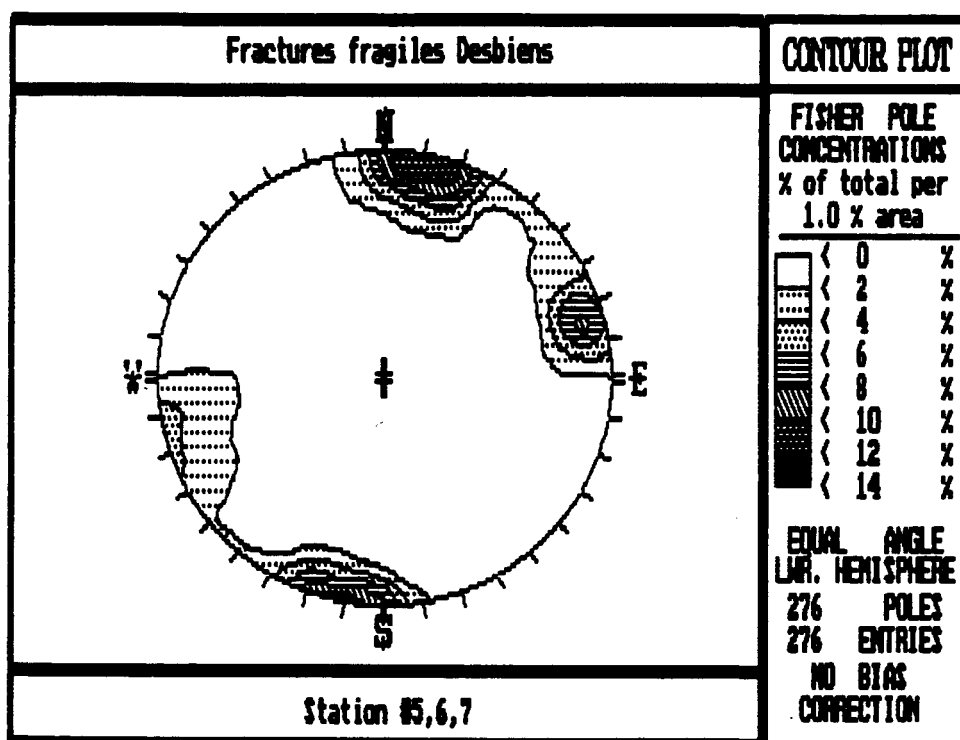 Fractures fragiles Desbiens
N
W
E
S
Station #5,6,7
CONTOUR PLOT
FISHER POLE
CONCENTRATIONS
% of total per
1.0 % area
< 0 %
< 2 %
< 4 %
< 6 %
< 8 %
< 10 %
< 12 %
< 14 %
EQUAL ANGLE
LWR. HEMISPHERE
276 POLES
276 ENTRIES
NO BIAS
CORRECTION